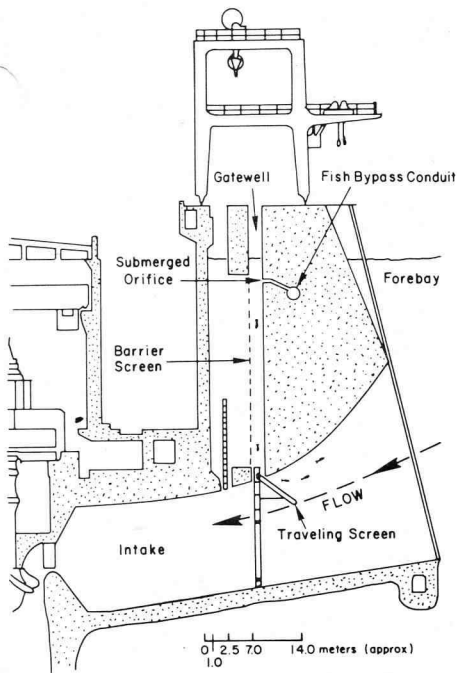 Gatewell
Fish Bypass Conduit
Submerged
Orifice
Forebay
Barrier
Screen
FLOW
Traveling Screen
Intake
0 2.5 7.0 14.0 meters (approx)
1.0